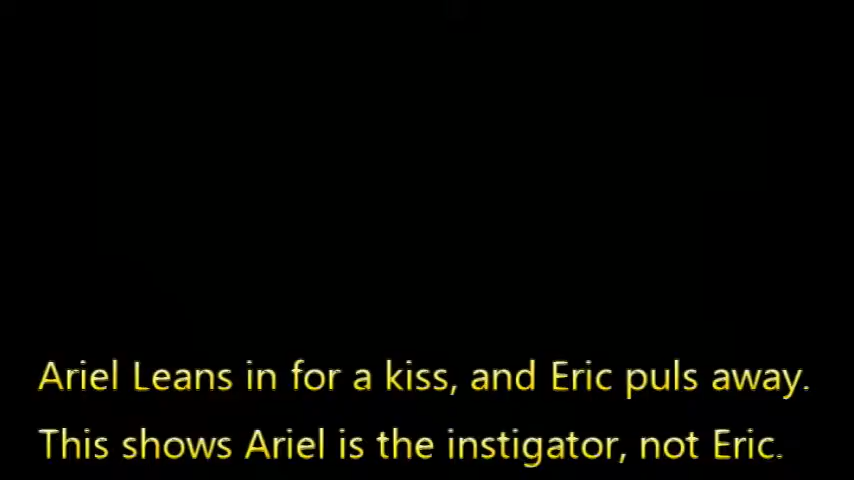 Ariel Leans in for a kiss, and Eric puls away.
This shows Ariel is the instigator, not Eric.